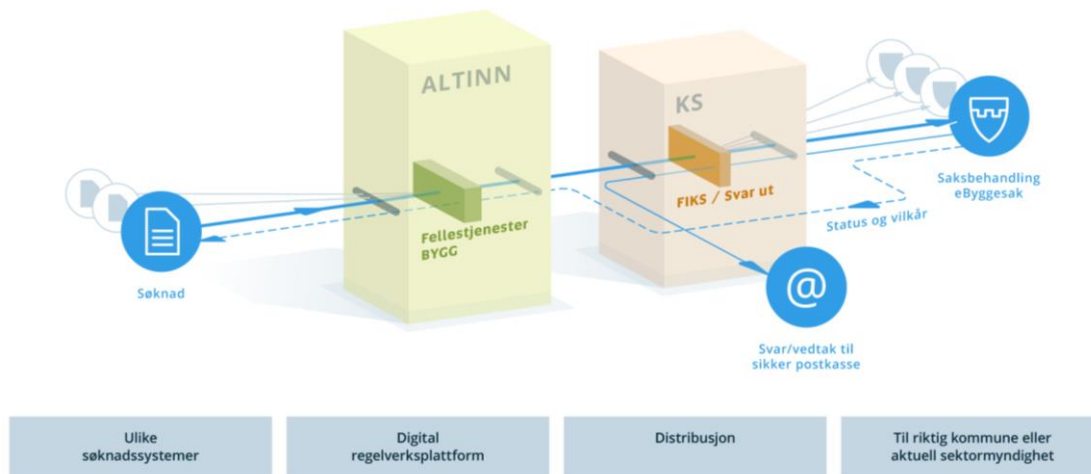 ALTINN
KS
Fellestjenester
BYGG
FIKS / Svar ut
Søknad
Saksbehandling
eByggesak
Status og vilkår
@
Svar/vedtak til
sikker postkasse
Ulike
søknadssystemer
Digital
regelverksplattform
Distribusjon
Til riktig kommune eller
aktuell sektormyndighet